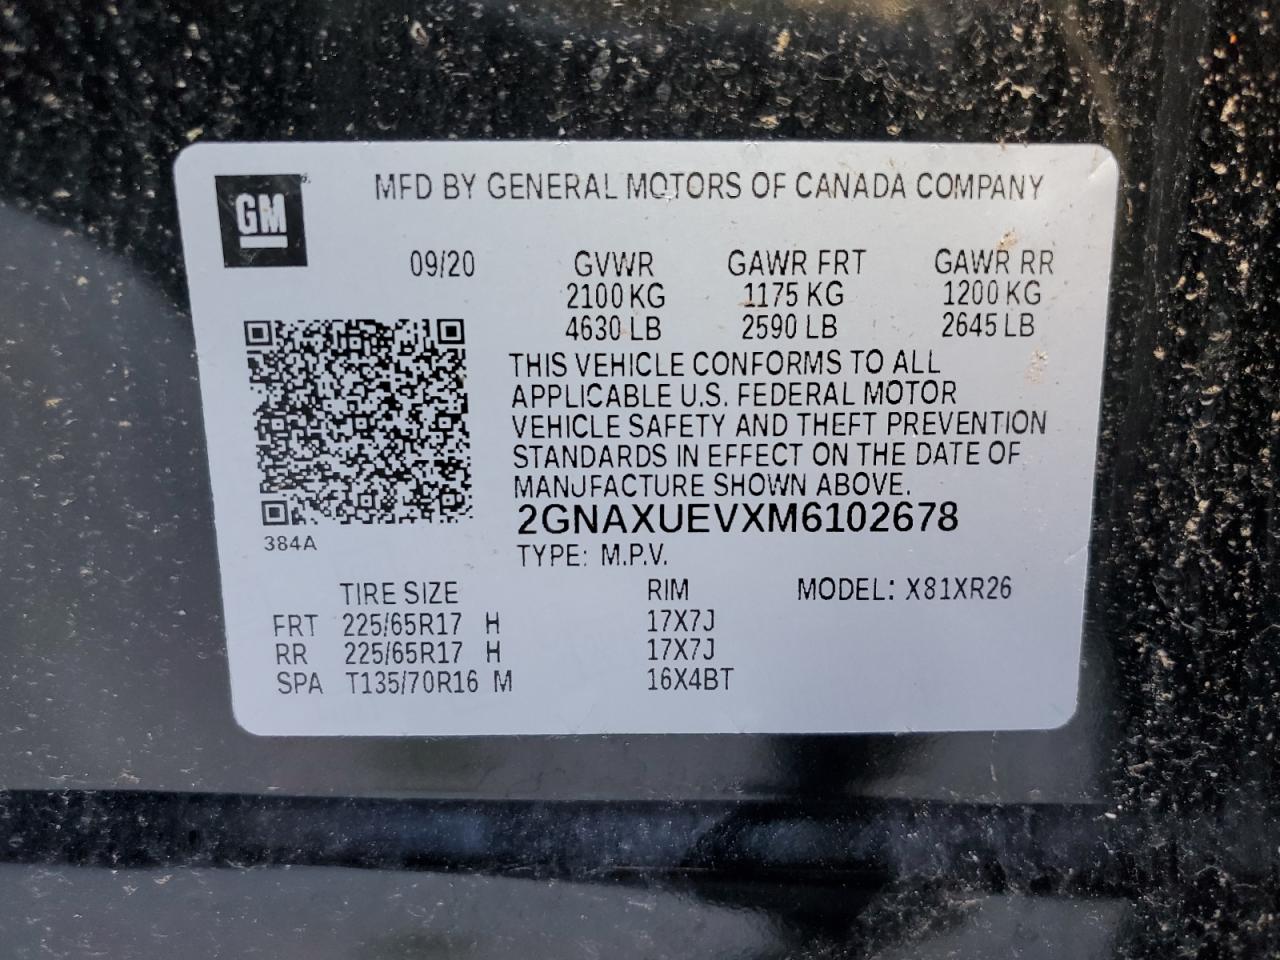 GM
MFD BY GENERAL MOTORS OF CANADA COMPANY
09/20 GVWR GAWR FRT GAWR RR
2100 KG 1175 KG 1200 KG
4630 LB 2590 LB 2645 LB
THIS VEHICLE CONFORMS TO ALL
APPLICABLE U.S. FEDERAL MOTOR
VEHICLE SAFETY AND THEFT PREVENTION
STANDARDS IN EFFECT ON THE DATE OF
MANUFACTURE SHOWN ABOVE.
2GNAXUEVXM6102678
384A
TYPE: M.P.V.
TIRE SIZE RIM MODEL: X81XR26
FRT 225/65R17 H 17X7J
RR 225/65R17 H 17X7J
SPA T135/70R16 M 16X4BT